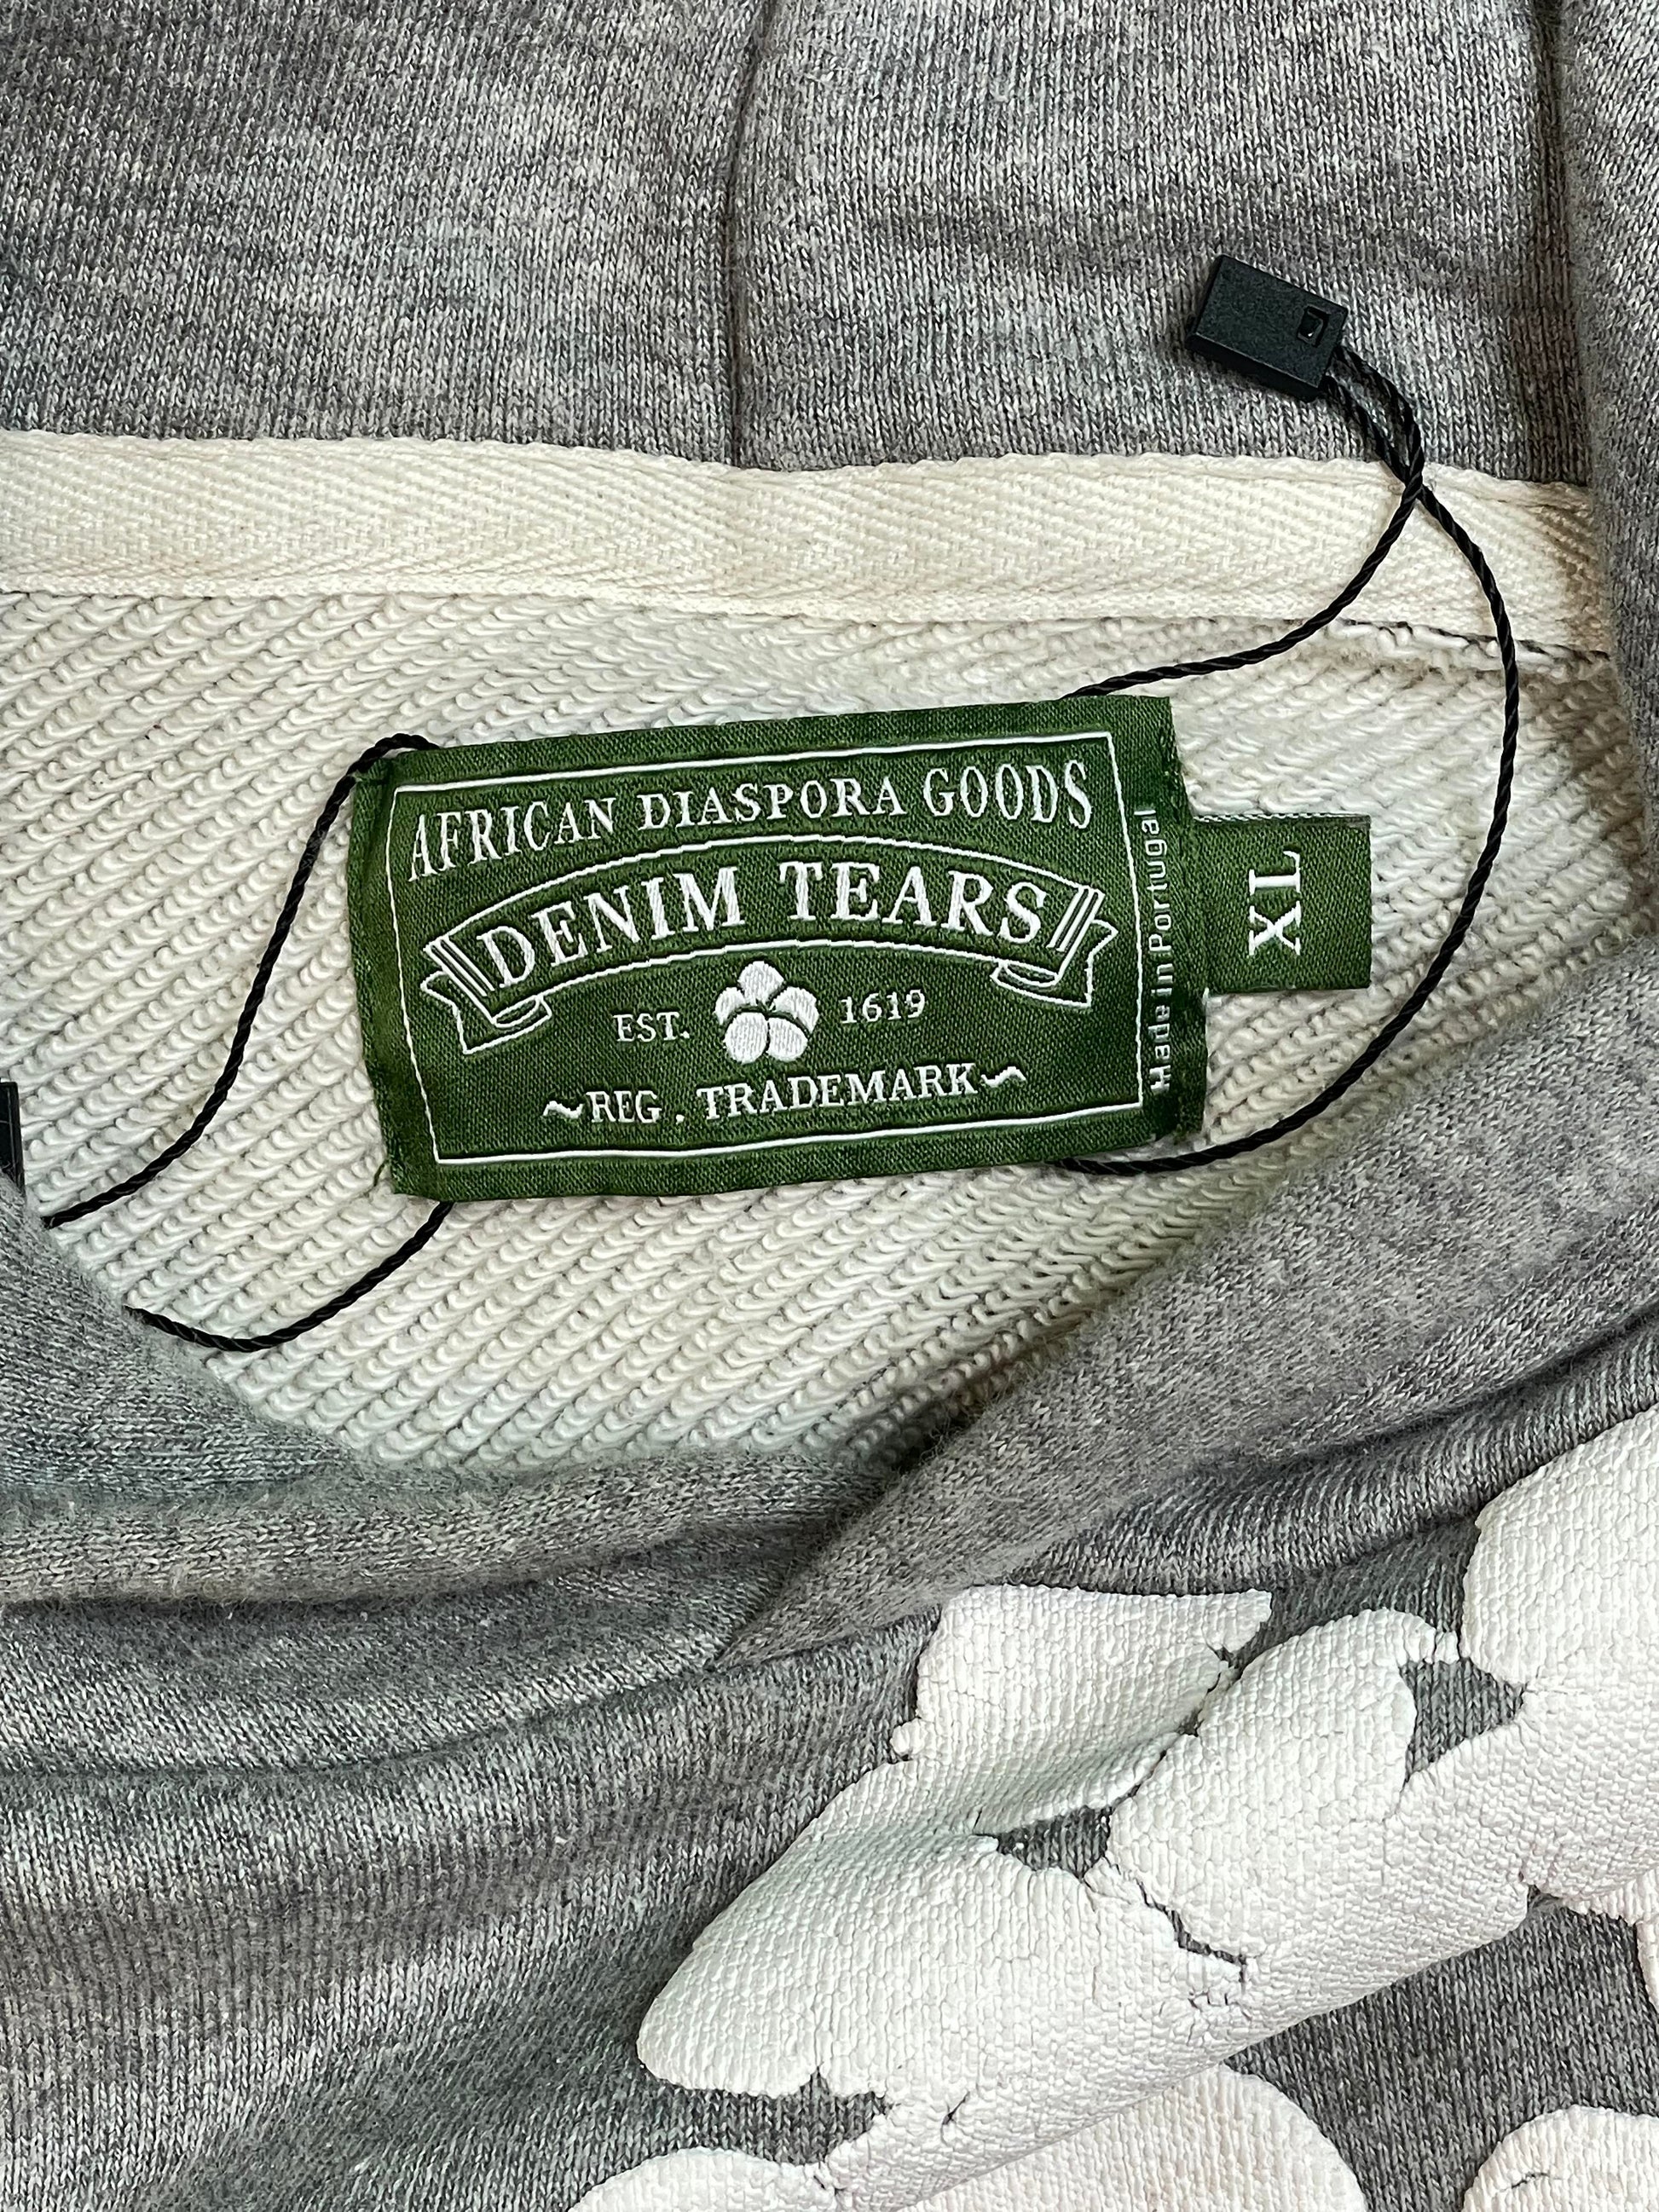 AFRICAN DIASPORA GOODS
DENIM TEARS
EST. 1619
~REG. TRADEMARK~
Made in Portugal
XL